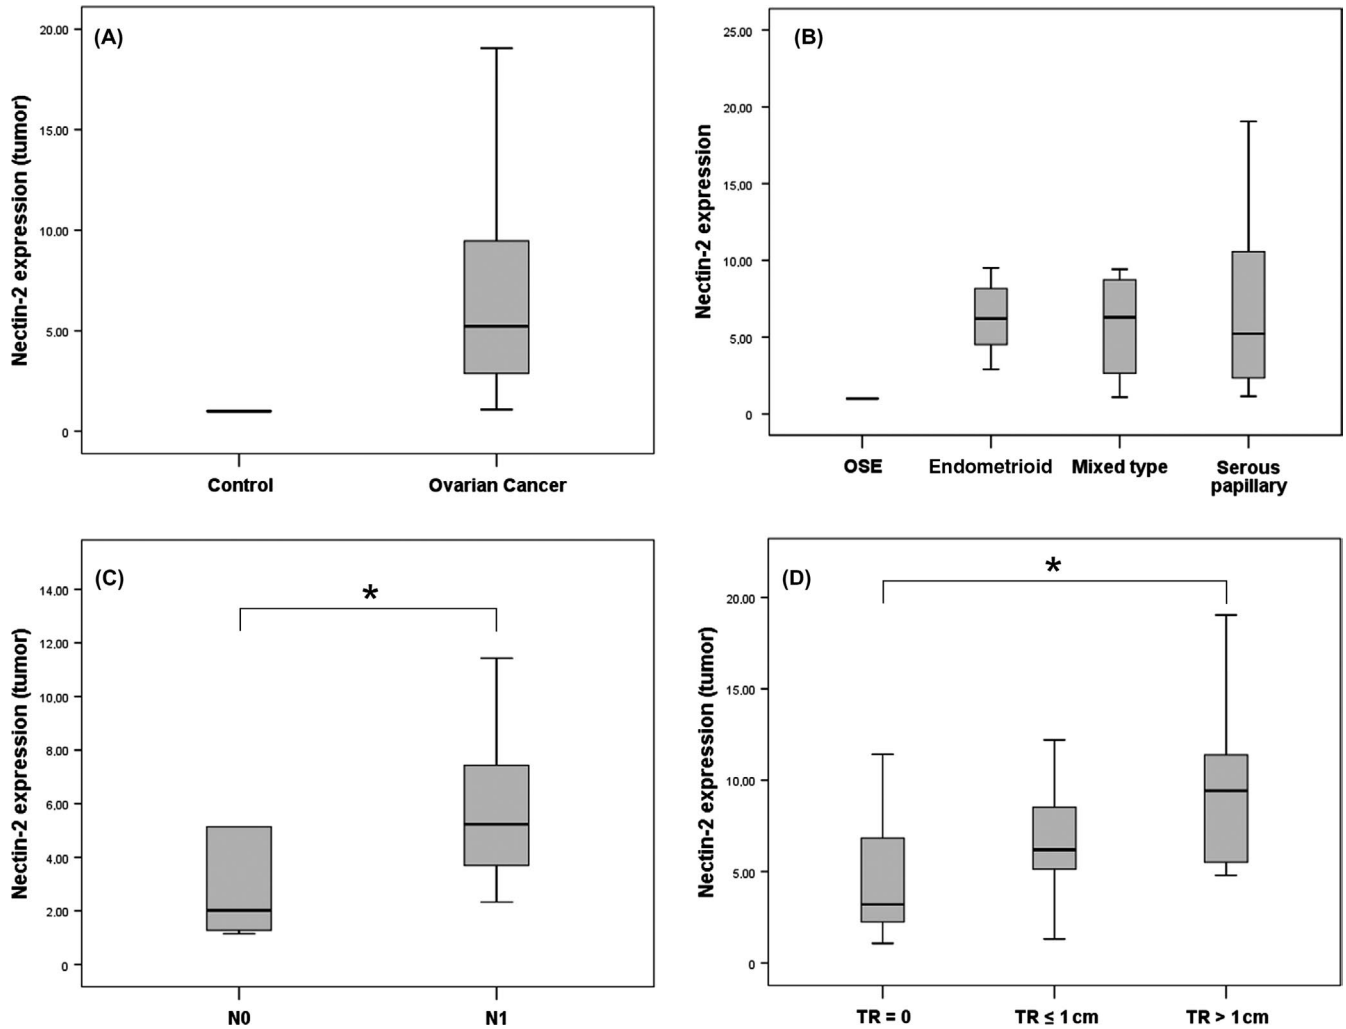 (A)
Nectin-2 expression (tumor)
20.00
15.00
10.00
5.00
0
Control
Ovarian Cancer
(B)
Nectin-2 expression
25.00
20.00
15.00
10.00
5.00
0
OSE
Endometrioid
Mixed type
Serous
papillary
(C)
Nectin-2 expression (tumor)
14.00
12.00
10.00
8.00
6.00
4.00
2.00
0
*
N0
N1
(D)
Nectin-2 expression (tumor)
20.00
15.00
10.00
5.00
0
*
TR = 0
TR ≤ 1 cm
TR > 1 cm